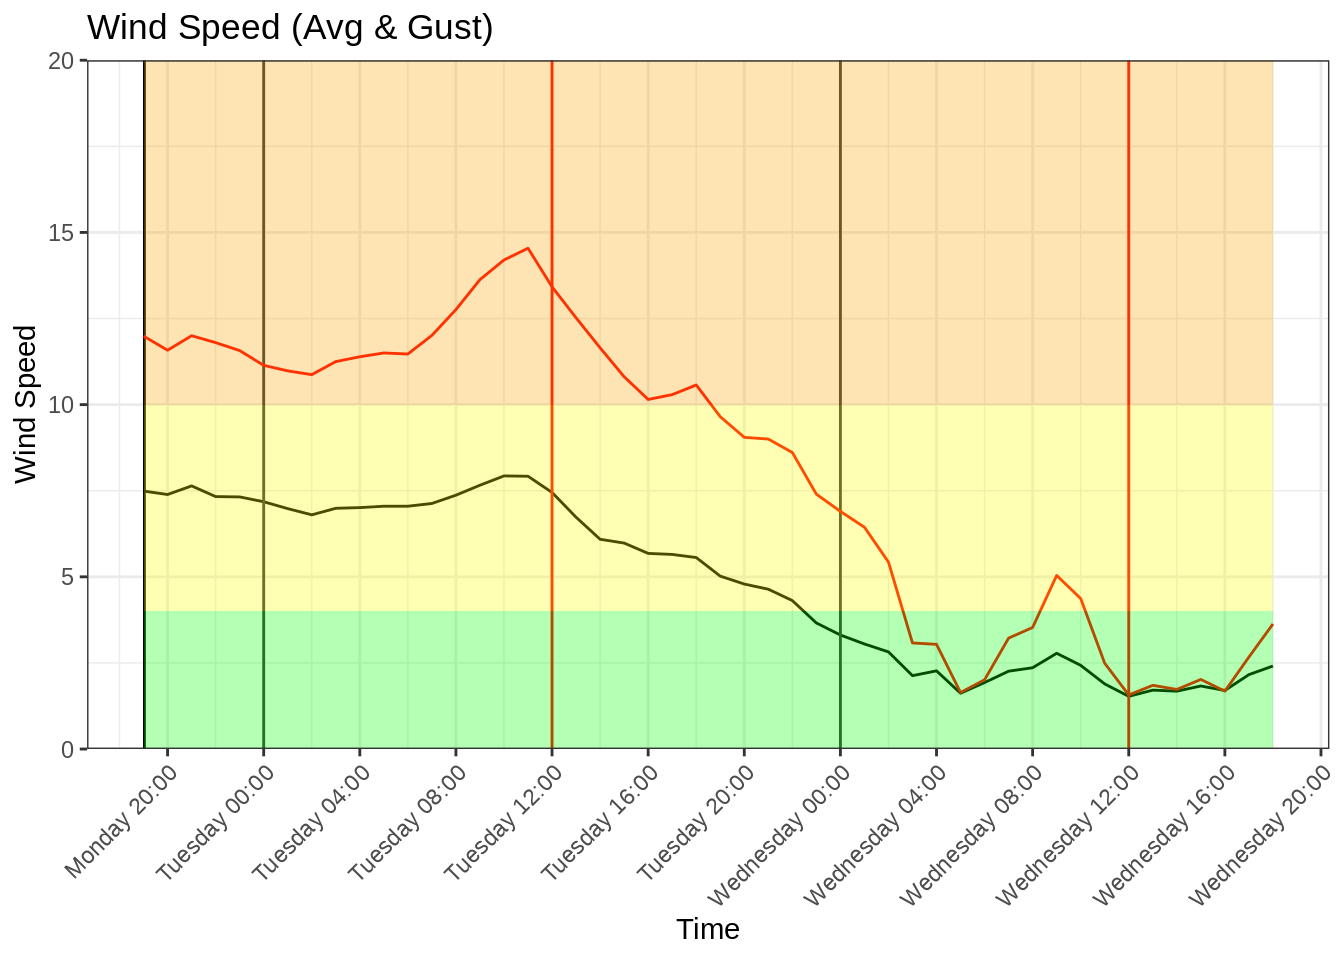 Wind Speed (Avg & Gust)
Wind Speed
20
15
10
5
0
Monday 20:00
Tuesday 00:00
Tuesday 04:00
Tuesday 08:00
Tuesday 12:00
Tuesday 16:00
Tuesday 20:00
Wednesday 00:00
Wednesday 04:00
Wednesday 08:00
Wednesday 12:00
Wednesday 16:00
Wednesday 20:00
Time